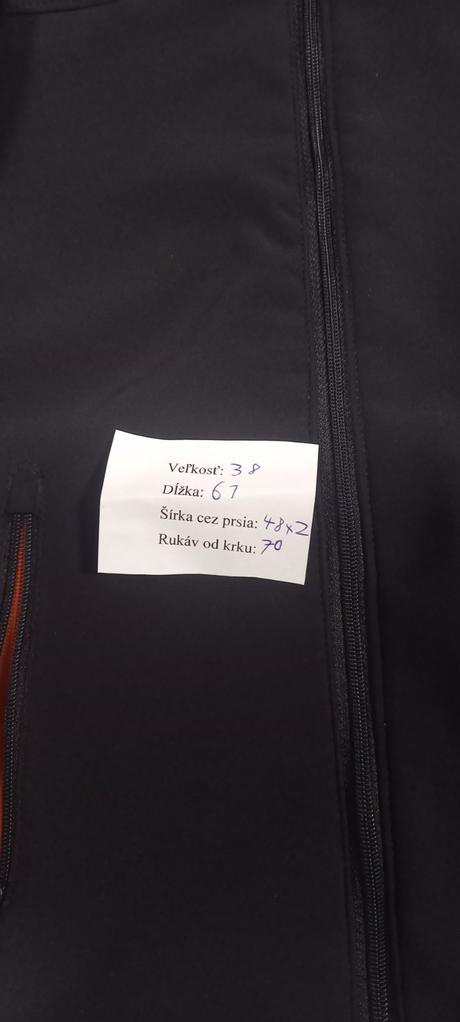 Veľkosť: 38
Dĺžka: 67
Šírka cez prsia: 48x2
Rukáv od krku: 70